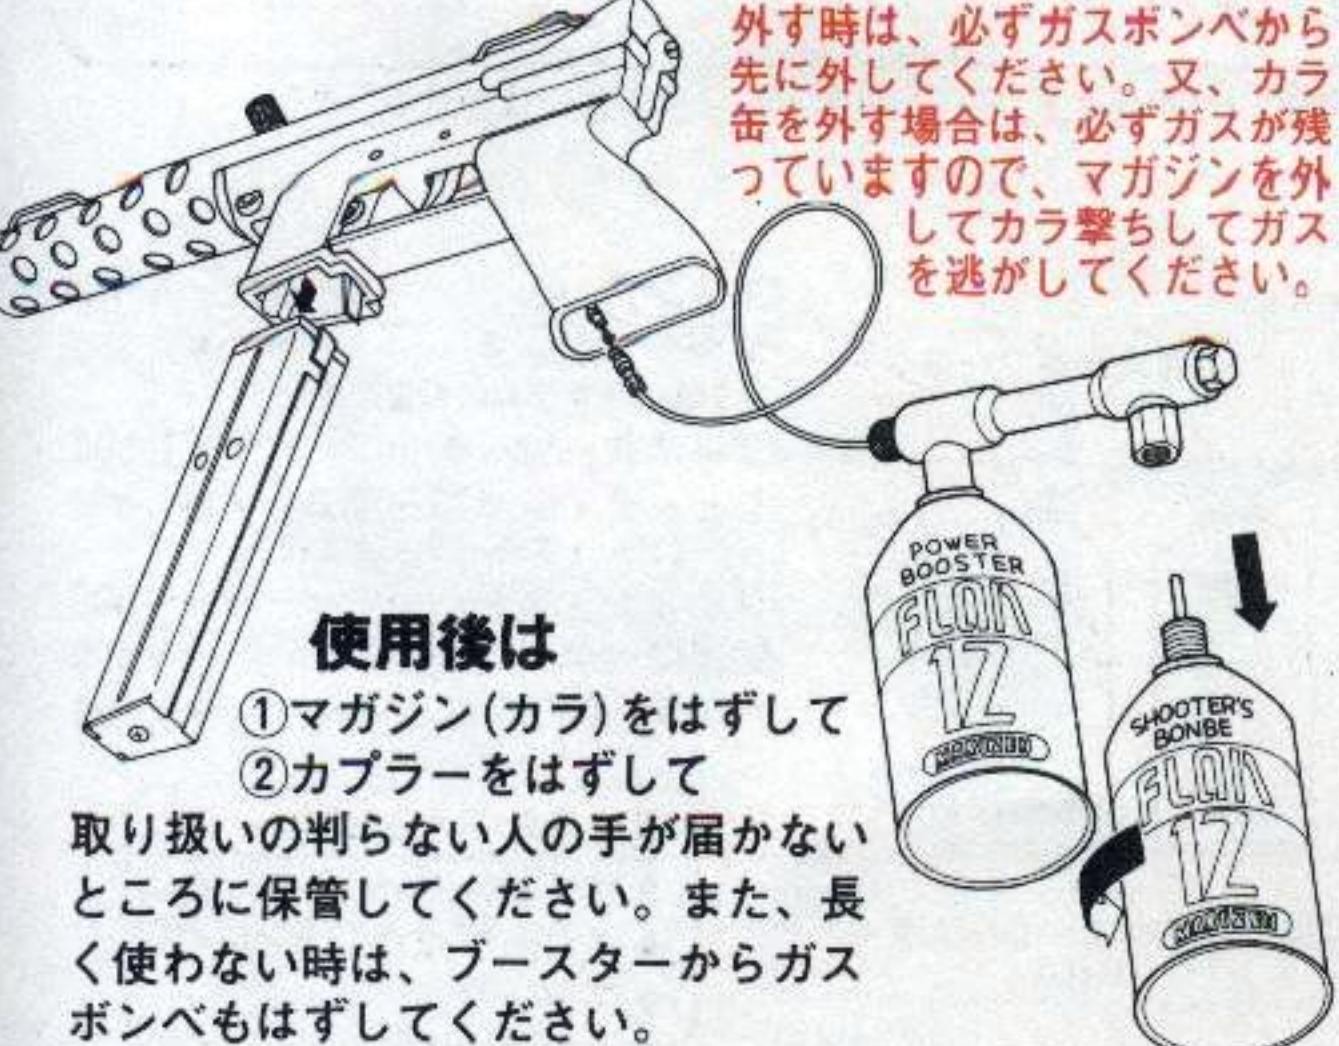 外す時は、必ずガスボンベから
先に外してください。又、カラ
缶を外す場合は、必ずガスが残
っていますので、マガジンを外
してカラ撃ちしてガス
を逃がしてください。
POWER
BOOSTER
FLON
12
SHOOTER'S
BONBE
FLON
12
使用後は
①マガジン(カラ)をはずして
②カプラーをはずして
取り扱いの判らない人の手が届かない
ところに保管してください。また、長
く使わない時は、ブースターからガス
ボンベもはずしてください。